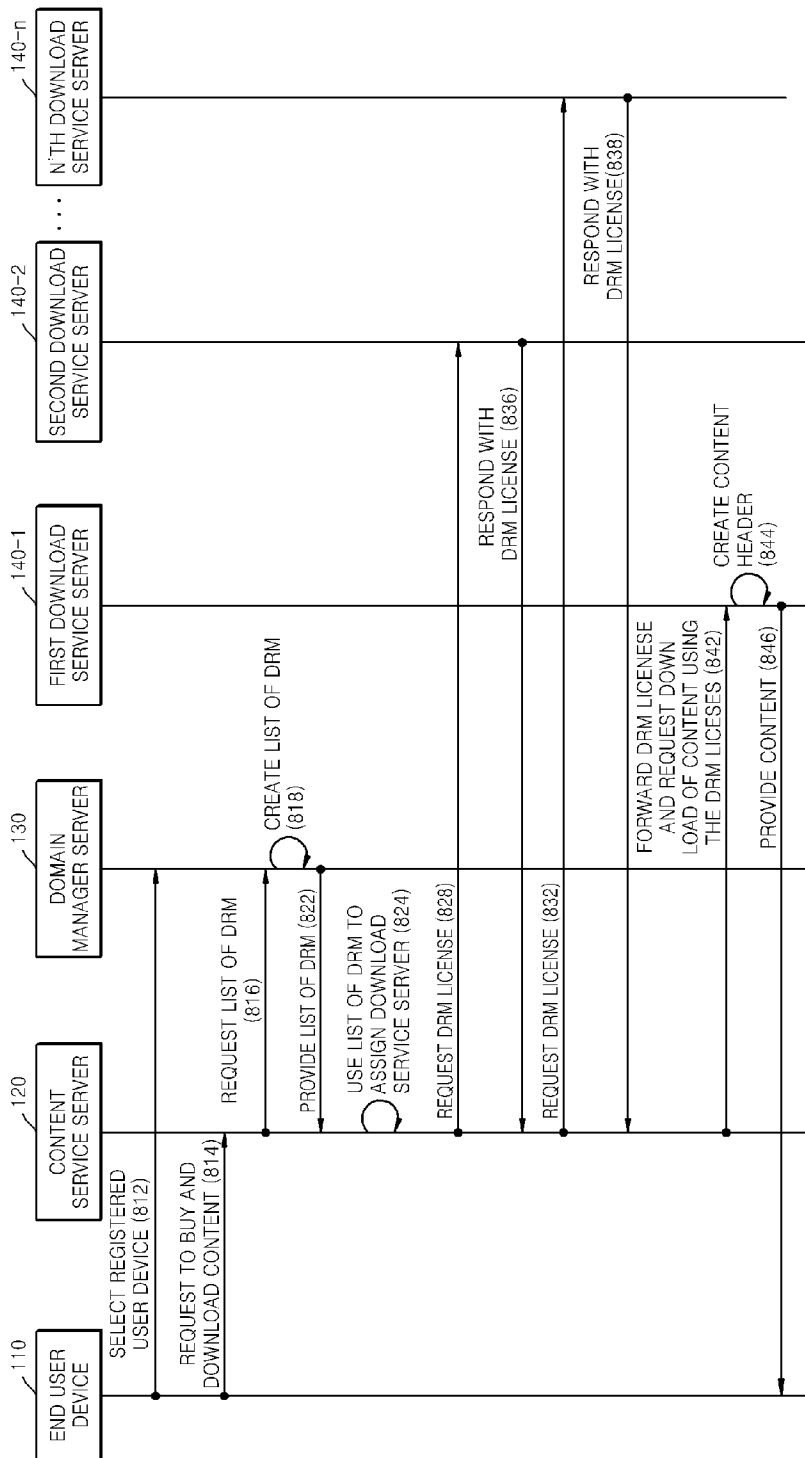 110
END USER
DEVICE
120
CONTENT
SERVICE SERVER
130
DOMAIN
MANAGER SERVER
140-1
FIRST DOWNLOAD
SERVICE SERVER
140-2
SECOND DOWNLOAD
SERVICE SERVER
...
140-n
N'TH DOWNLOAD
SERVICE SERVER
SELECT REGISTERED
USER DEVICE (812)
REQUEST TO BUY AND
DOWNLOAD CONTENT (814)
REQUEST LIST OF DRM
(816)
CREATE LIST OF DRM
(818)
PROVIDE LIST OF DRM (822)
USE LIST OF DRM TO
ASSIGN DOWNLOAD
SERVICE SERVER (824)
REQUEST DRM LICENSE (828)
RESPOND WITH
DRM LICENSE (836)
REQUEST DRM LICENSE (832)
RESPOND WITH
DRM LICENSE(838)
FORWARD DRM LICENESE
AND REQUEST DOWN
LOAD OF CONTENT USING
THE DRM LICESES (842)
CREATE CONTENT
HEADER
(844)
PROVIDE CONTENT (846)